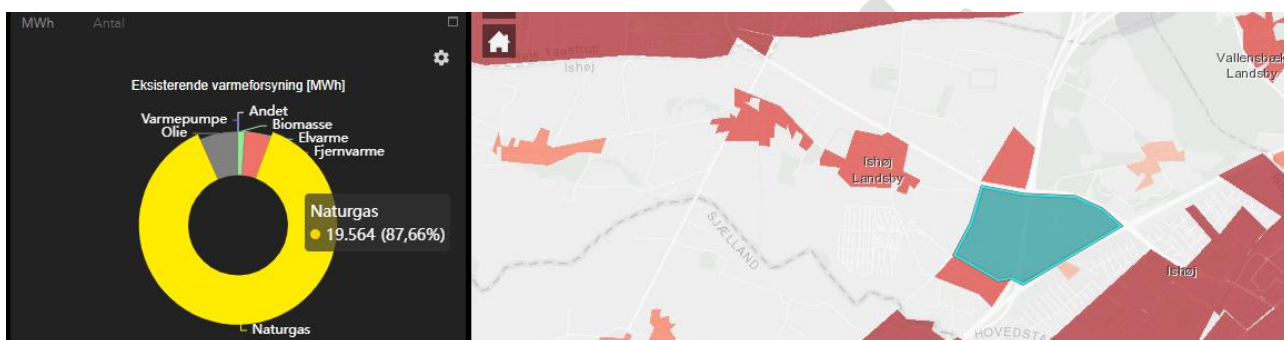 MWh Antal
Eksisterende varmeforsyning [MWh]
Andet
Varmepumpe
Biomasse
Olie
Elvarme
Fjernvarme
Naturgas
19.564 (87,66%)
Naturgas
Taastrup
Ishøj
Vallensbæk
Landsby
Ishøj
Landsby
SJÆLLAND
Ishøj
HOVEDSTA